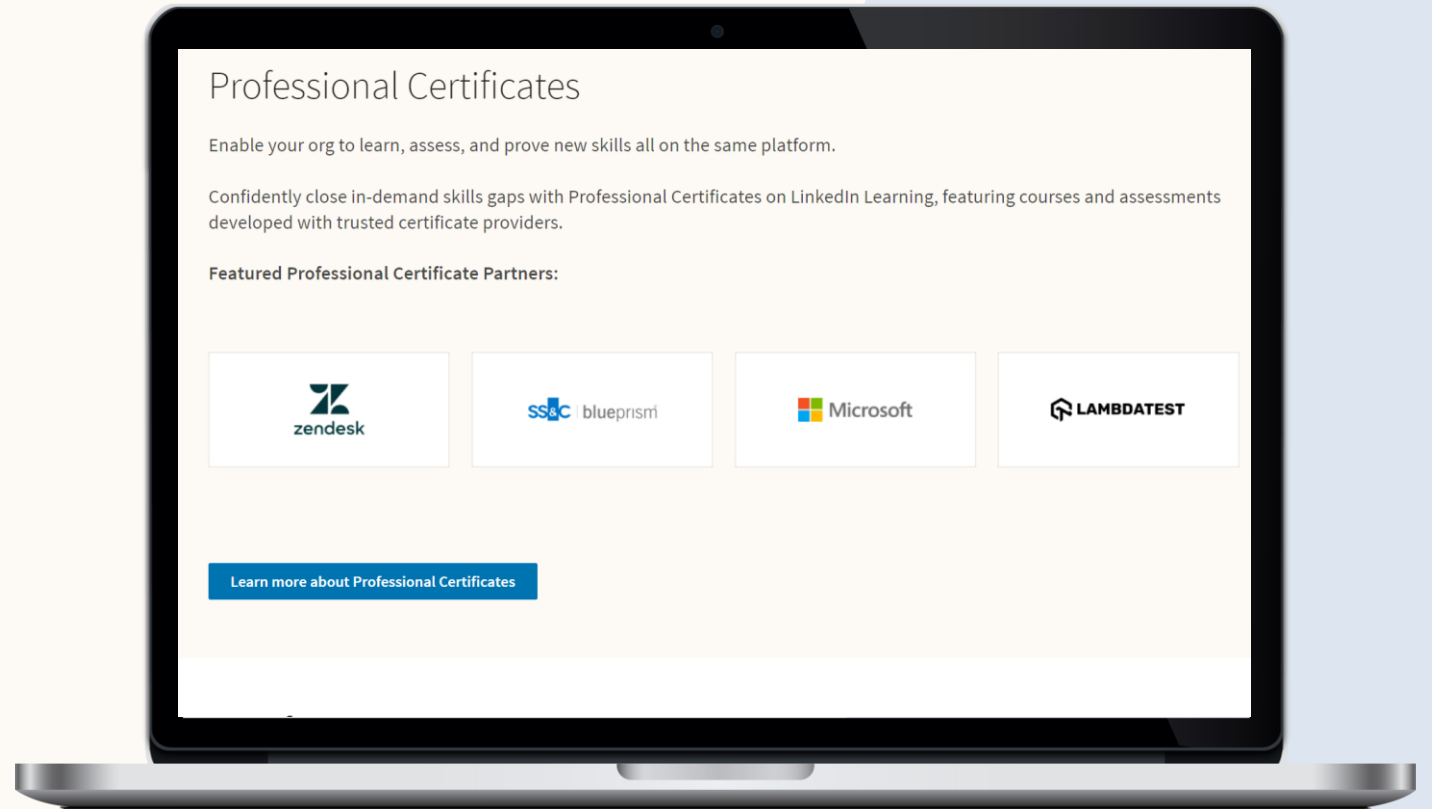 Professional Certificates
Enable your org to learn, assess, and prove new skills all on the same platform.
Confidently close in-demand skills gaps with Professional Certificates on LinkedIn Learning, featuring courses and assessments
developed with trusted certificate providers.
Featured Professional Certificate Partners:
zendesk
SS&C | blueprism
Microsoft
LAMBDATEST
Learn more about Professional Certificates